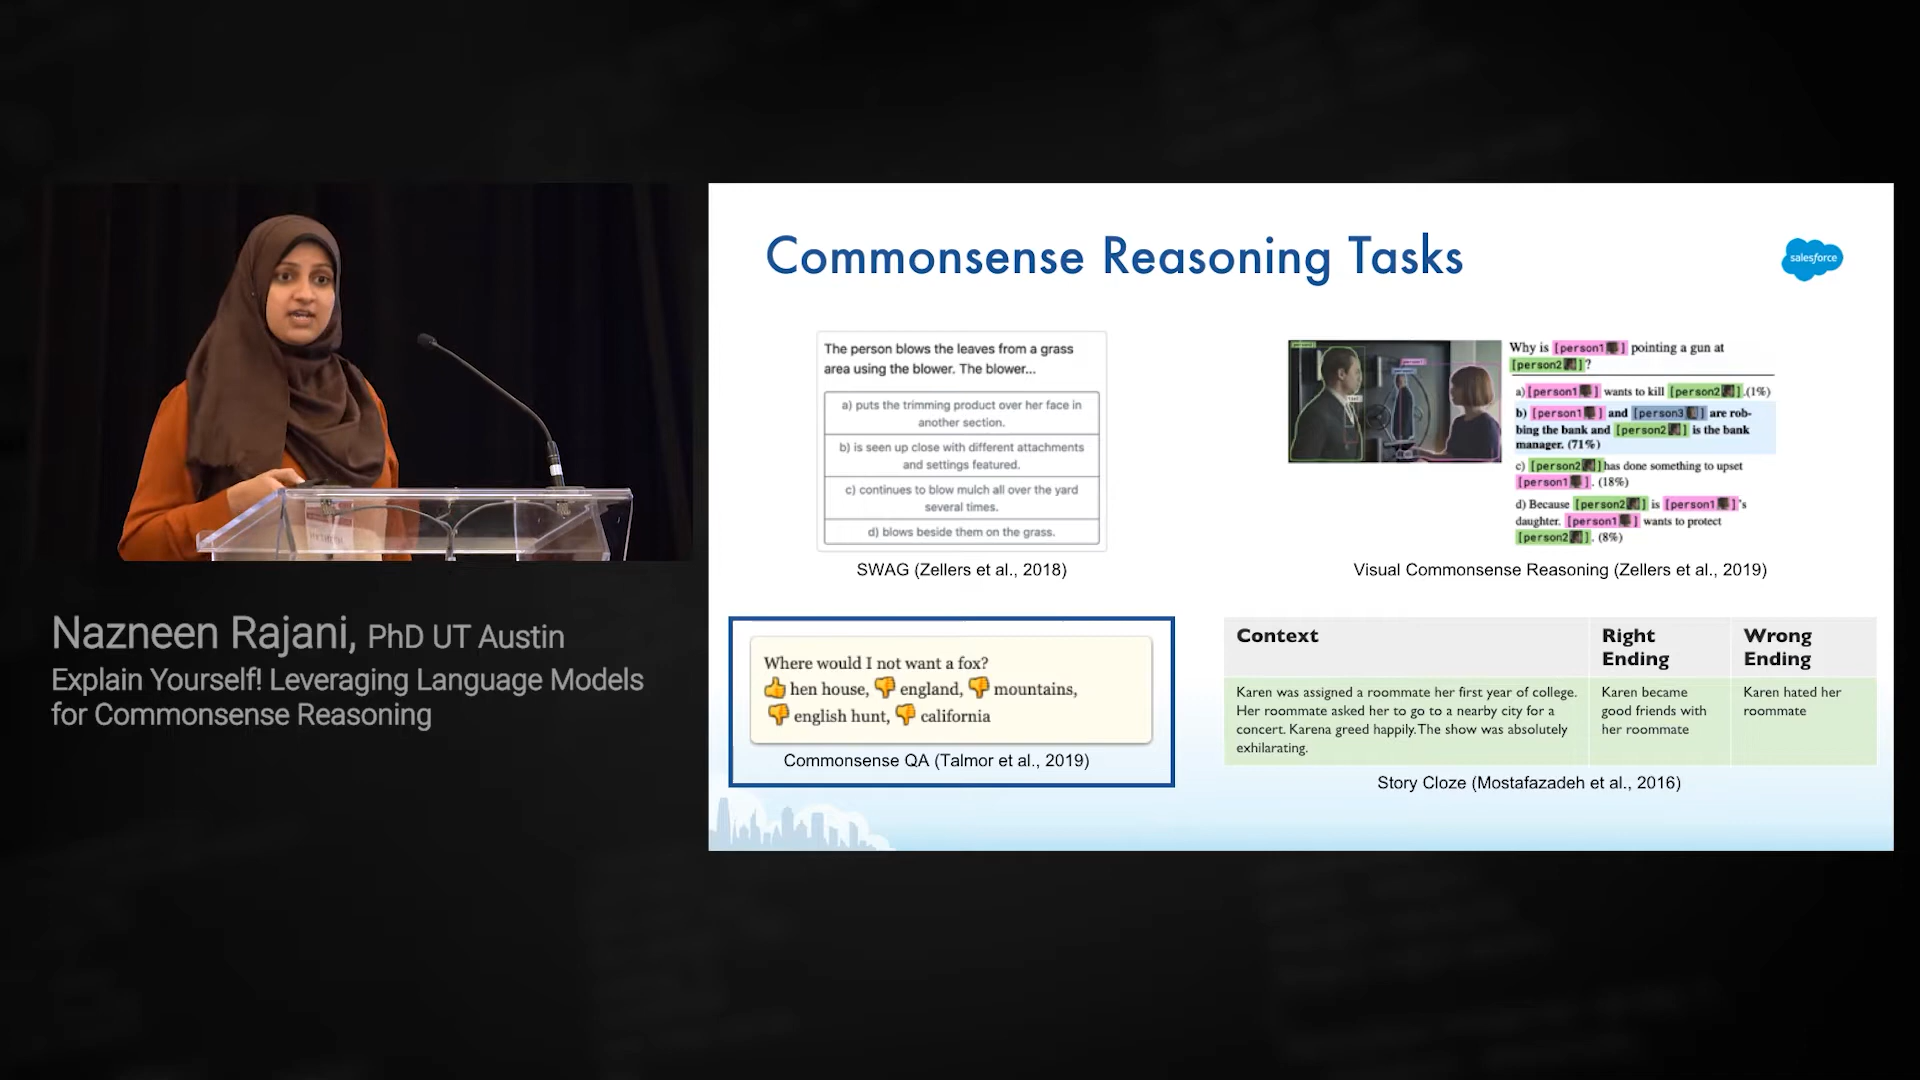 Nazneen Rajani, PhD UT Austin
Explain Yourself! Leveraging Language Models
for Commonsense Reasoning
Commonsense Reasoning Tasks
salesforce
The person blows the leaves from a grass
area using the blower. The blower...
a) puts the trimming product over her face in
another section.
b) is seen up close with different attachments
and settings featured.
c) continues to blow mulch all over the yard
several times.
d) blows beside them on the grass.
SWAG (Zellers et al., 2018)
Why is [person1] pointing a gun at
[person2]?
a) [person1] wants to kill [person2].(1%)
b) [person1] and [person3] are rob-
bing the bank and [person2] is the bank
manager. (71%)
c) [person2] has done something to upset
[person1]. (18%)
d) Because [person2] is [person1]'s
daughter. [person1] wants to protect
[person2]. (8%)
Visual Commonsense Reasoning (Zellers et al., 2019)
Where would I not want a fox?
hen house, england, mountains,
english hunt, california
Commonsense QA (Talmor et al., 2019)
Context
Right
Ending
Wrong
Ending
Karen was assigned a roommate her first year of college.
Her roommate asked her to go to a nearby city for a
concert. Karena greed happily. The show was absolutely
exhilarating.
Karen became
good friends with
her roommate
Karen hated her
roommate
Story Cloze (Mostafazadeh et al., 2016)